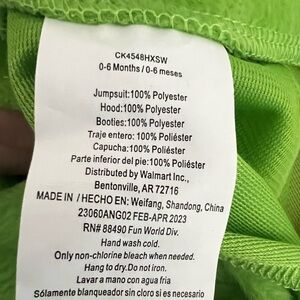 CK4548HXSW
0-6 Months / 0-6 meses
Jumpsuit:100% Polyester
Hood:100% Polyester
Booties:100% Polyester
Traje entero: 100% Poliéster
Capucha: 100% Poliéster
Parte inferior del pie:100% Poliéster
Distributed by Walmart Inc.,
Bentonville, AR 72716
MADE IN / HECHO EN: Weifang, Shandong, China
23060ANG02 FEB-APR 2023
RN# 88490 Fun World Div.
Hand wash cold.
Only non-chlorine bleach when needed.
Hang to dry.Do not iron.
Lavar a mano con agua fria
Sólamente blanqueador sin cloro si es necesario